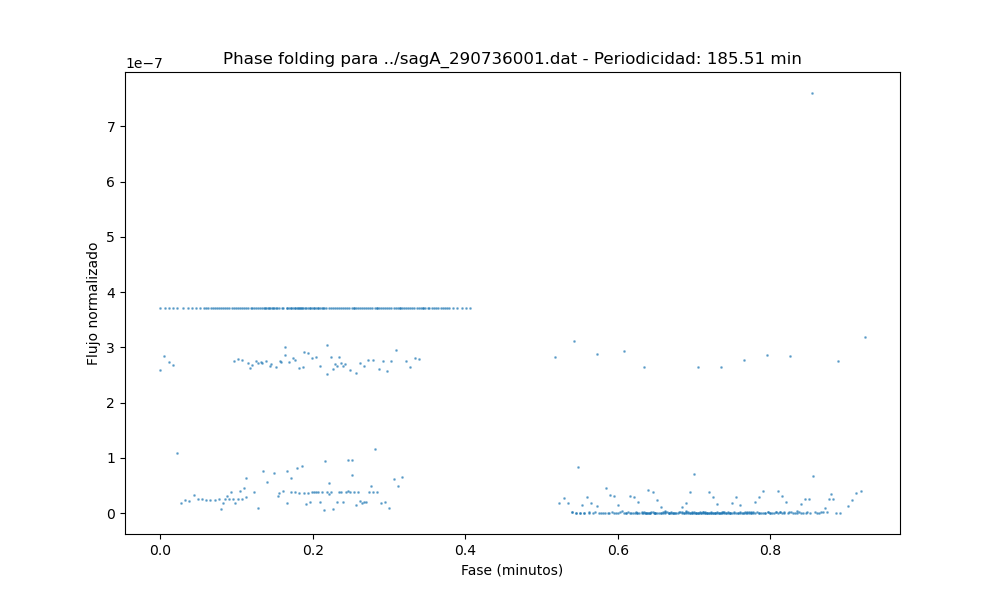 Phase folding para ../sagA_290736001.dat - Periodicidad: 185.51 min
1e−7
7
6
5
4
3
2
1
0
Flujo normalizado
0.0 0.2 0.4 0.6 0.8
Fase (minutos)